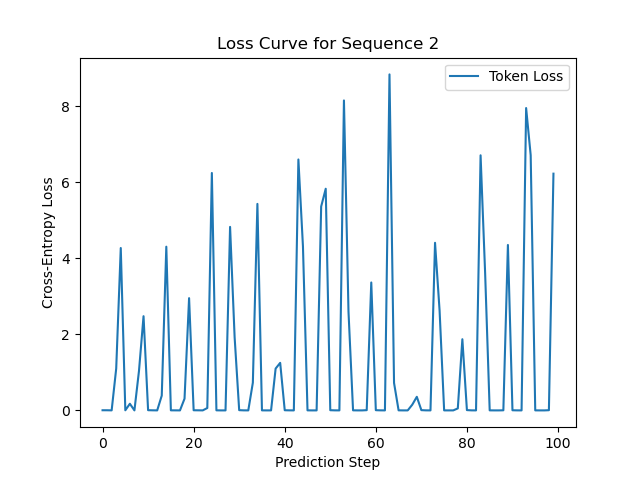 Loss Curve for Sequence 2
Token Loss
Cross-Entropy Loss
8
6
4
2
0
0 20 40 60 80 100
Prediction Step